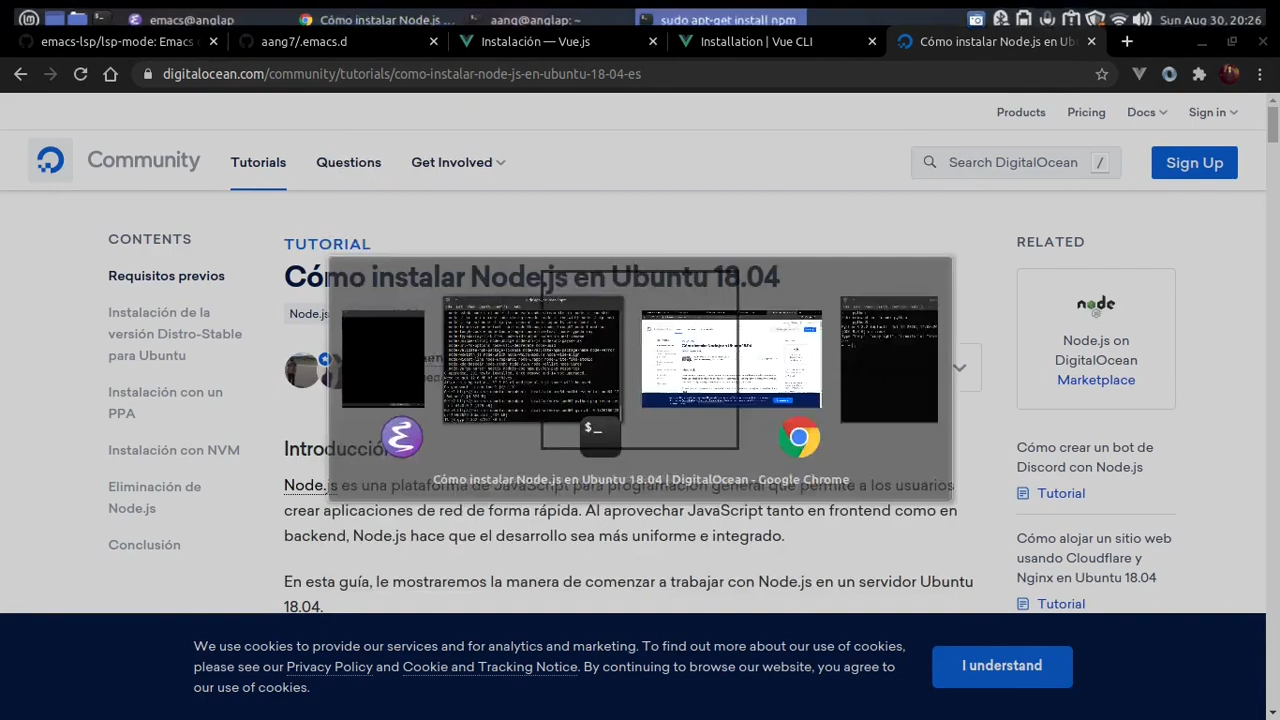 emacs@anglap
Cómo instalar Node.js ...
aang@anglap: ~
sudo apt-get install npm
Sun Aug 30, 20:26
emacs-lsp/lsp-mode: Emacs c
aang7/.emacs.d
Instalación — Vue.js
Installation | Vue CLI
Cómo instalar Node.js en Ub
digitalocean.com/community/tutorials/como-instalar-node-js-en-ubuntu-18-04-es
Products
Pricing
Docs
Sign in
Community
Tutorials
Questions
Get Involved
Search DigitalOcean /
Sign Up
CONTENTS
Requisitos previos
Instalación de la
versión Distro-Stable
para Ubuntu
Instalación con un
PPA
Instalación con NVM
Eliminación de
Node.js
Conclusión
TUTORIAL
Cómo instalar Node.js en Ubuntu 18.04
Node.js
$_
Cómo instalar Node.js en Ubuntu 18.04 | DigitalOcean - Google Chrome
Introducción
Node.js es una plataforma de JavaScript para programación general que permite a los usuarios
crear aplicaciones de red de forma rápida. Al aprovechar JavaScript tanto en frontend como en
backend, Node.js hace que el desarrollo sea más uniforme e integrado.
En esta guía, le mostraremos la manera de comenzar a trabajar con Node.js en un servidor Ubuntu
18.04.
RELATED
node
Node.js on
DigitalOcean
Marketplace
Cómo crear un bot de
Discord con Node.js
Tutorial
Cómo alojar un sitio web
usando Cloudflare y
Nginx en Ubuntu 18.04
Tutorial
We use cookies to provide our services and for analytics and marketing. To find out more about our use of cookies,
please see our Privacy Policy and Cookie and Tracking Notice. By continuing to browse our website, you agree to
our use of cookies.
I understand